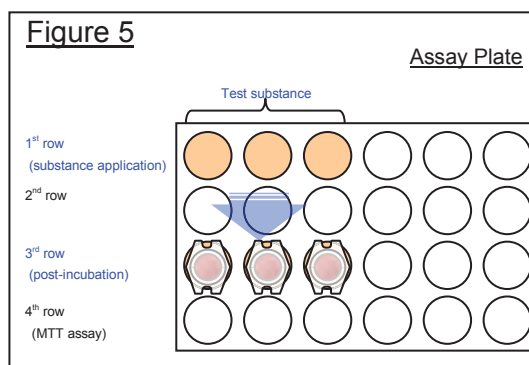 Figure 5
Assay Plate
Test substance
1st row
(substance application)
2nd row
3rd row
(post-incubation)
4th row
(MTT assay)